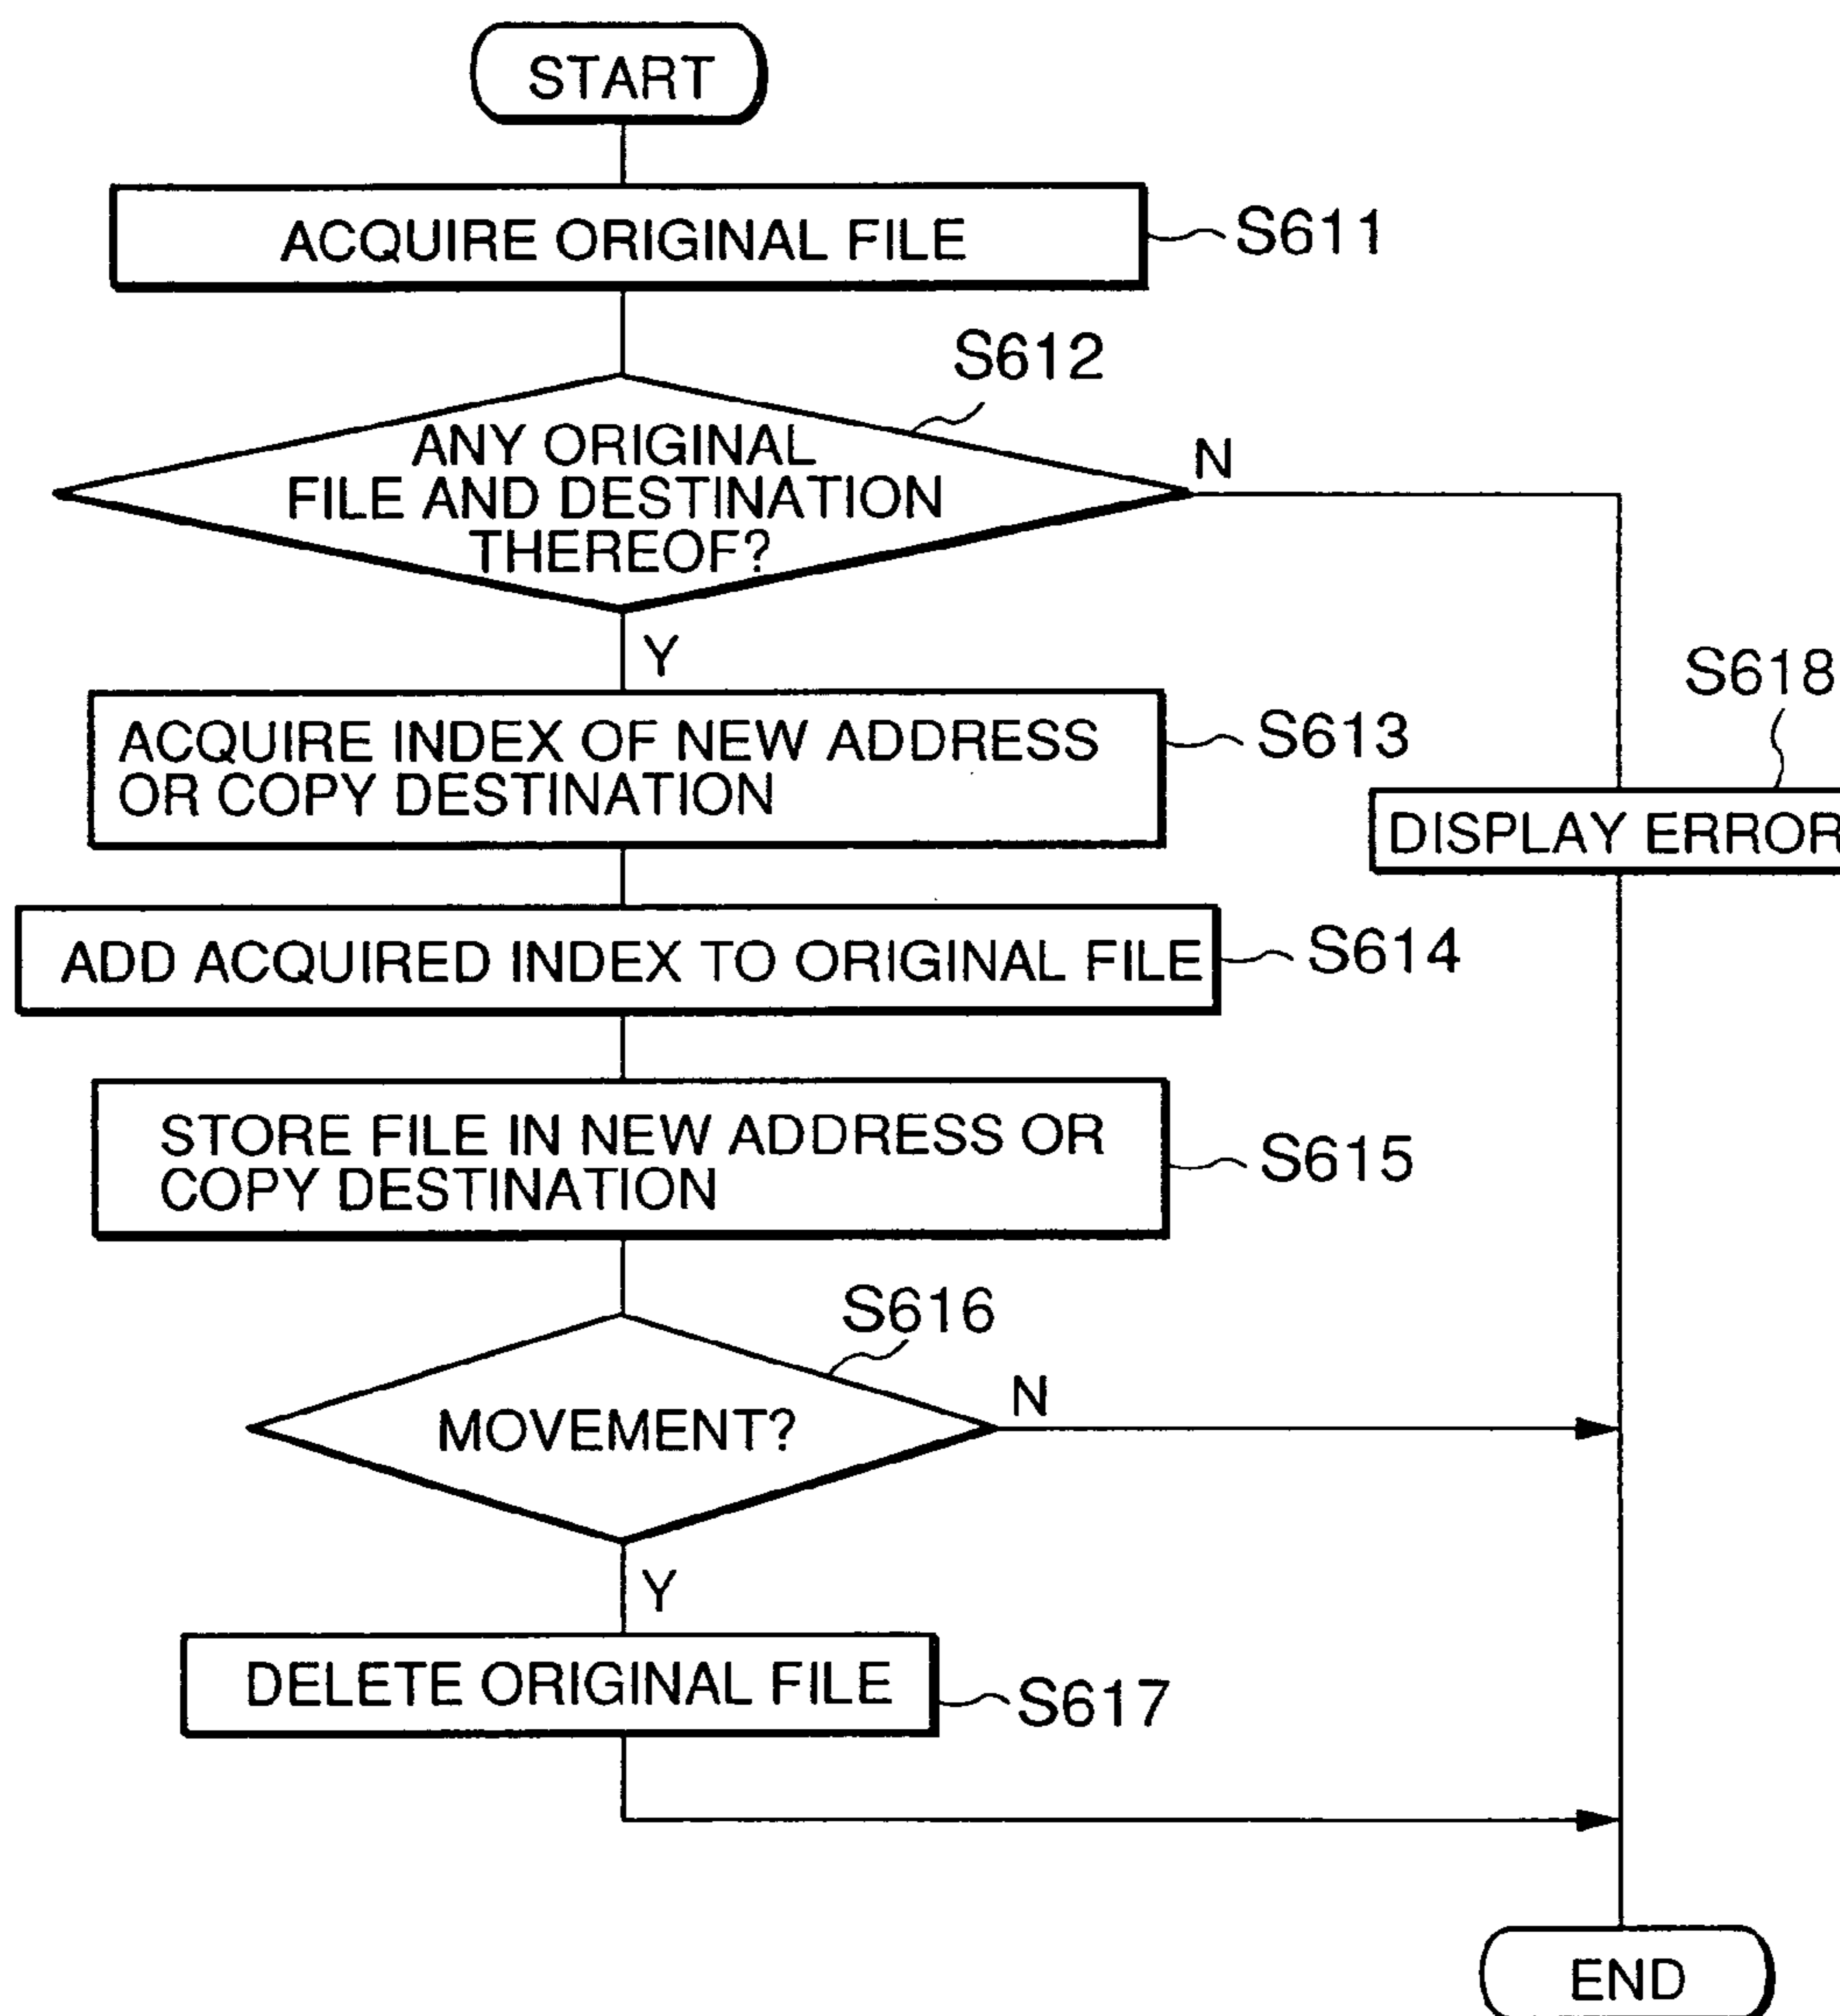 START
ACQUIRE ORIGINAL FILE
S611
S612
ANY ORIGINAL
FILE AND DESTINATION
THEREOF?
N
Y
S618
ACQUIRE INDEX OF NEW ADDRESS
OR COPY DESTINATION
S613
DISPLAY ERROR
ADD ACQUIRED INDEX TO ORIGINAL FILE
S614
STORE FILE IN NEW ADDRESS OR
COPY DESTINATION
S615
S616
MOVEMENT?
N
Y
DELETE ORIGINAL FILE
S617
END